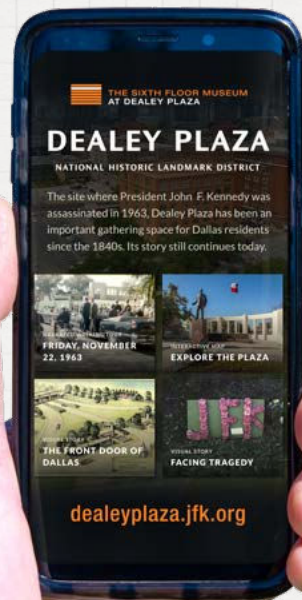 THE SIXTH FLOOR MUSEUM
AT DEALEY PLAZA
DEALEY PLAZA
NATIONAL HISTORIC LANDMARK DISTRICT
The site where President John F. Kennedy was
assassinated in 1963, Dealey Plaza has been an
important gathering space for Dallas residents
since the 1840s. Its story still continues today.
FRIDAY, NOVEMBER
22, 1963
INTERACTIVE MAP
EXPLORE THE PLAZA
VISUAL STORY
THE FRONT DOOR OF
DALLAS
VISUAL STORY
FACING TRAGEDY
JFK
dealeyplaza.jfk.org